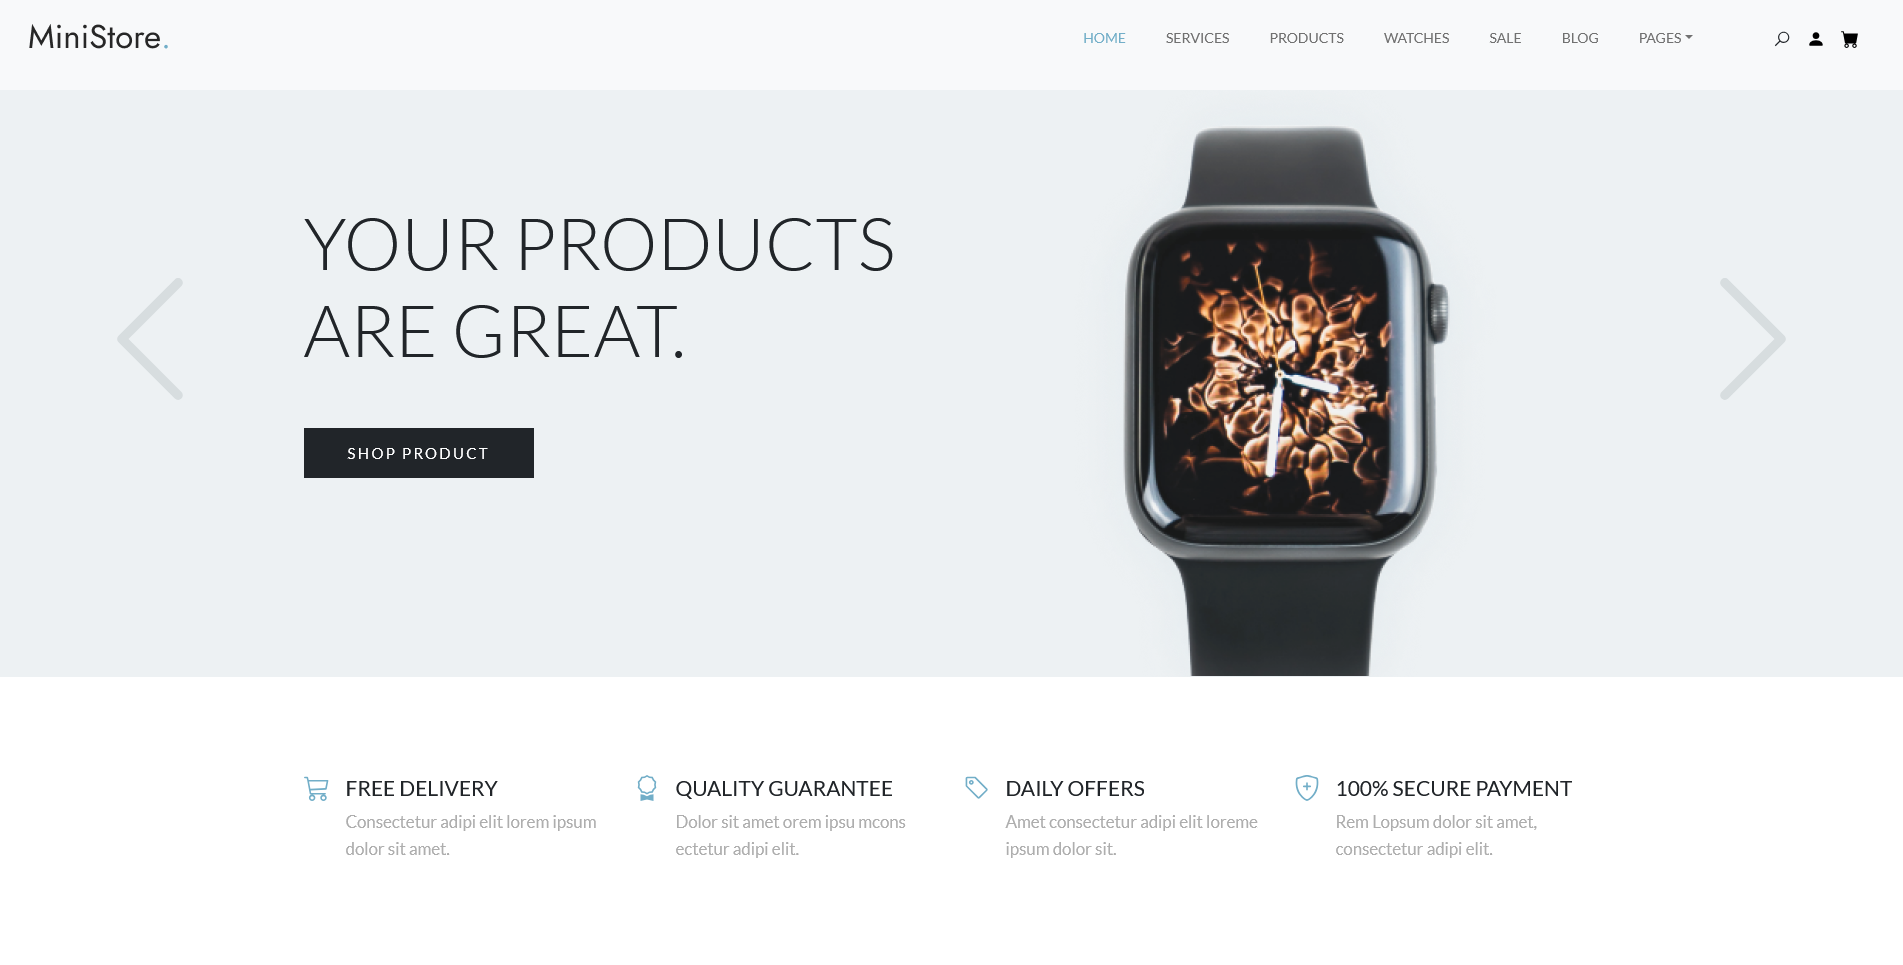 MiniStore.
HOME SERVICES PRODUCTS WATCHES SALE BLOG PAGES
YOUR PRODUCTS
ARE GREAT.
SHOP PRODUCT
FREE DELIVERY
Consectetur adipi elit lorem ipsum
dolor sit amet.
QUALITY GUARANTEE
Dolor sit amet orem ipsu mcons
ectetur adipi elit.
DAILY OFFERS
Amet consectetur adipi elit loreme
ipsum dolor sit.
100% SECURE PAYMENT
Rem Lopsum dolor sit amet,
consectetur adipi elit.